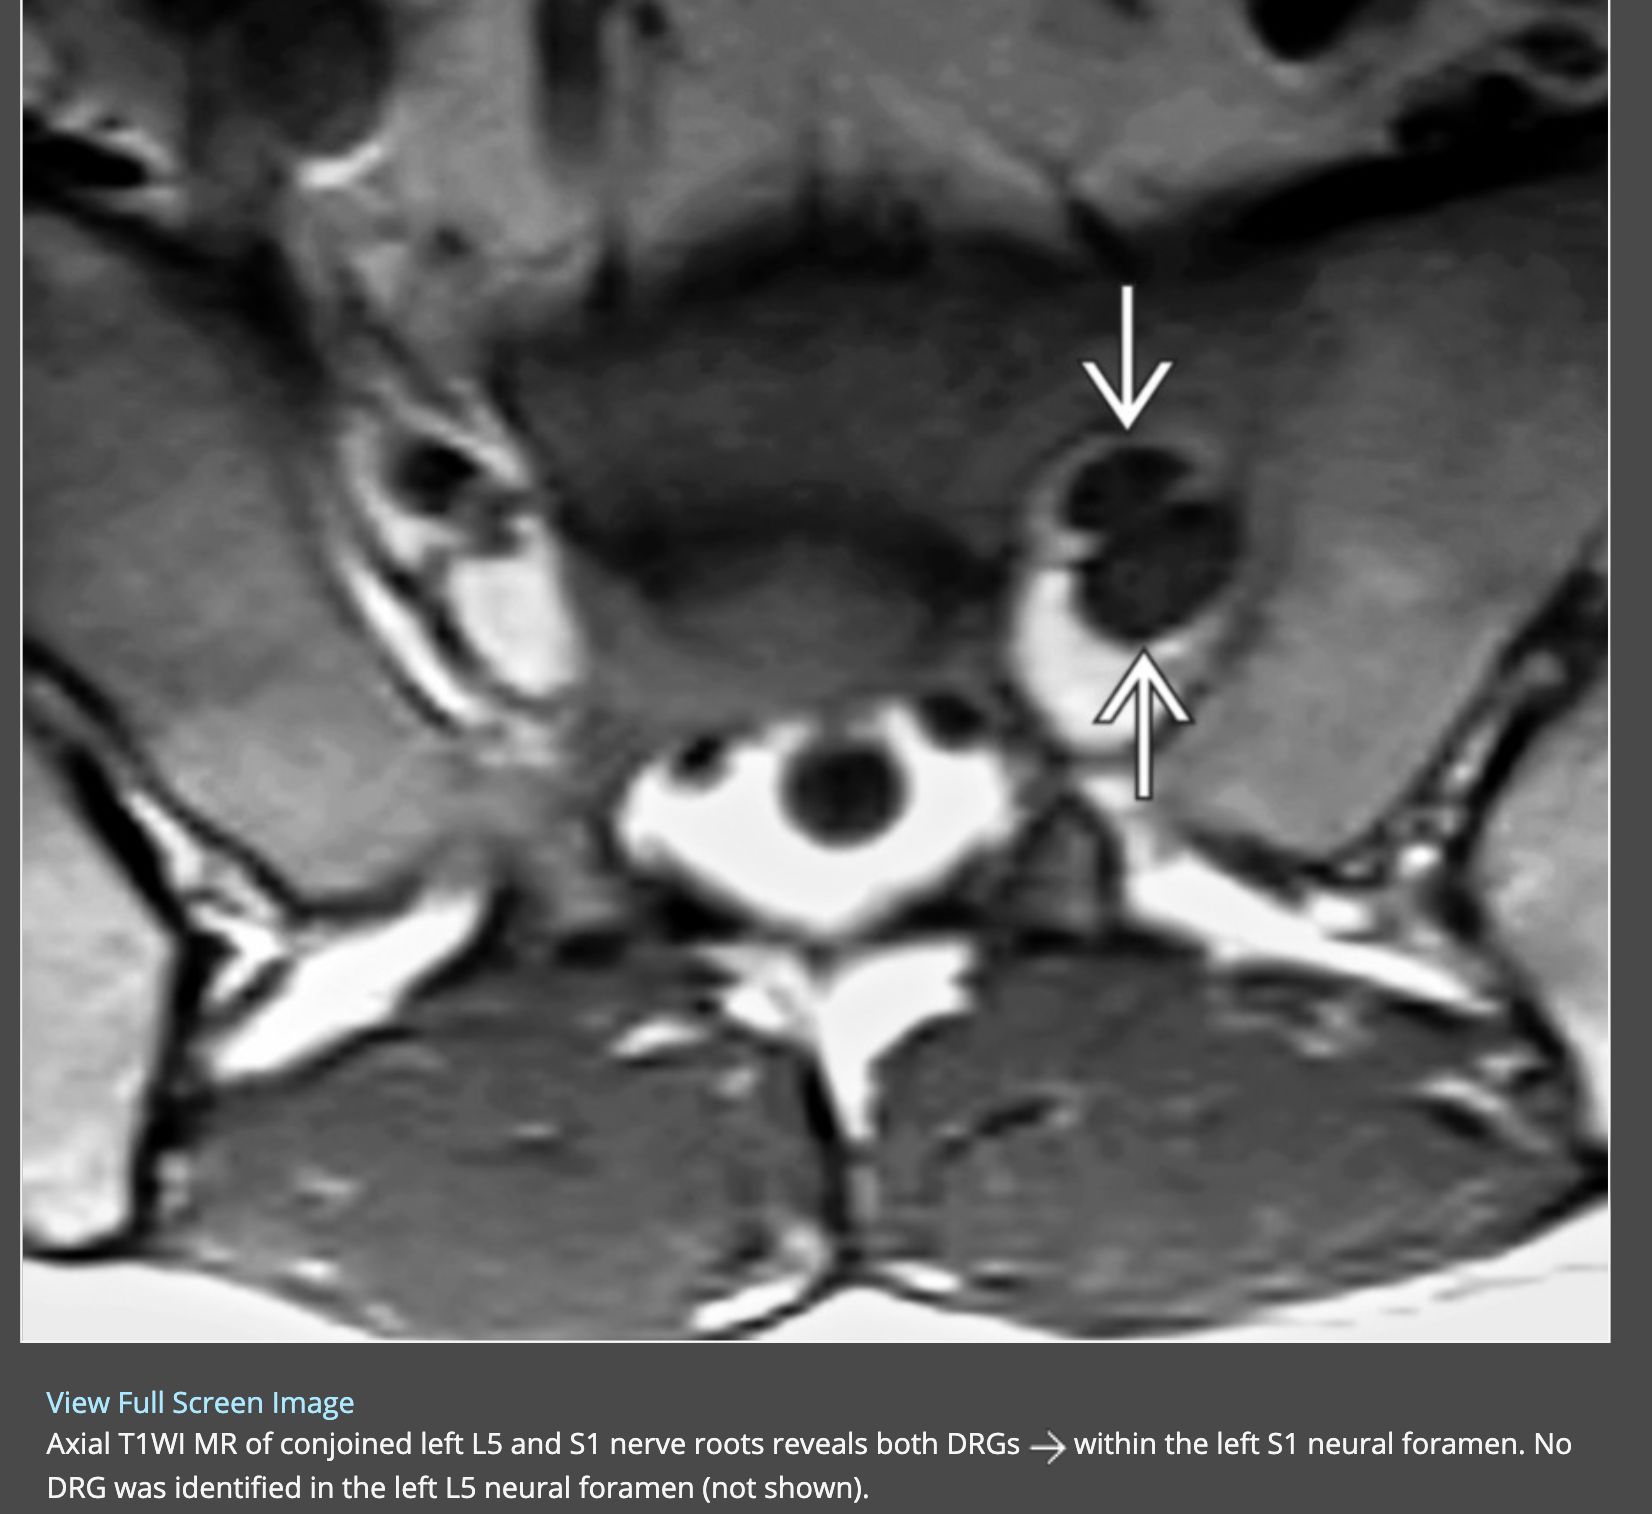 View Full Screen Image
Axial T1WI MR of conjoined left L5 and S1 nerve roots reveals both DRGs → within the left S1 neural foramen. No
DRG was identified in the left L5 neural foramen (not shown).